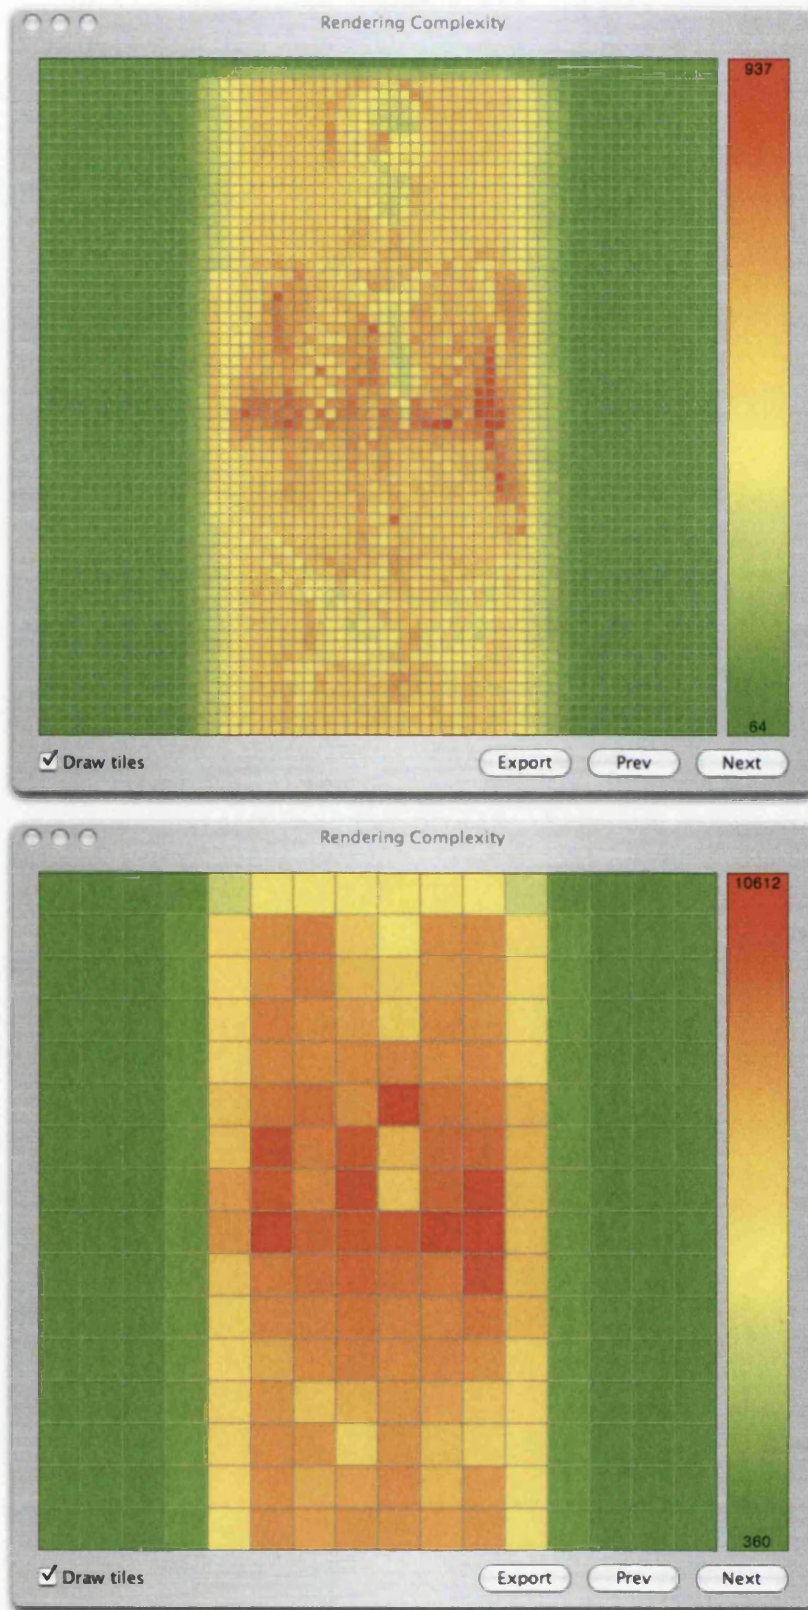 Rendering Complexity
937
64
Draw tiles
Export
Prev
Next
Rendering Complexity
10612
360
Draw tiles
Export
Prev
Next